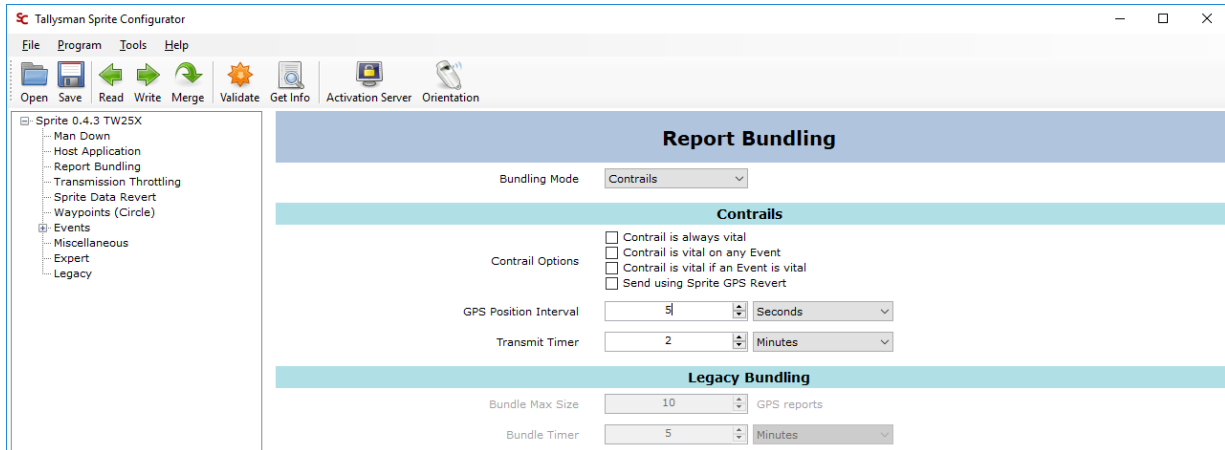 SC Tallysman Sprite Configurator
File Program Tools Help
Open Save Read Write Merge Validate Get Info Activation Server Orientation
Sprite 0.4.3 TW25X
Man Down
Host Application
Report Bundling
Transmission Throttling
Sprite Data Revert
Waypoints (Circle)
Events
Miscellaneous
Expert
Legacy
Report Bundling
Bundling Mode Contrails
Contrails
Contrail Options
Contrail is always vital
Contrail is vital on any Event
Contrail is vital if an Event is vital
Send using Sprite GPS Revert
GPS Position Interval 5 Seconds
Transmit Timer 2 Minutes
Legacy Bundling
Bundle Max Size 10 GPS reports
Bundle Timer 5 Minutes